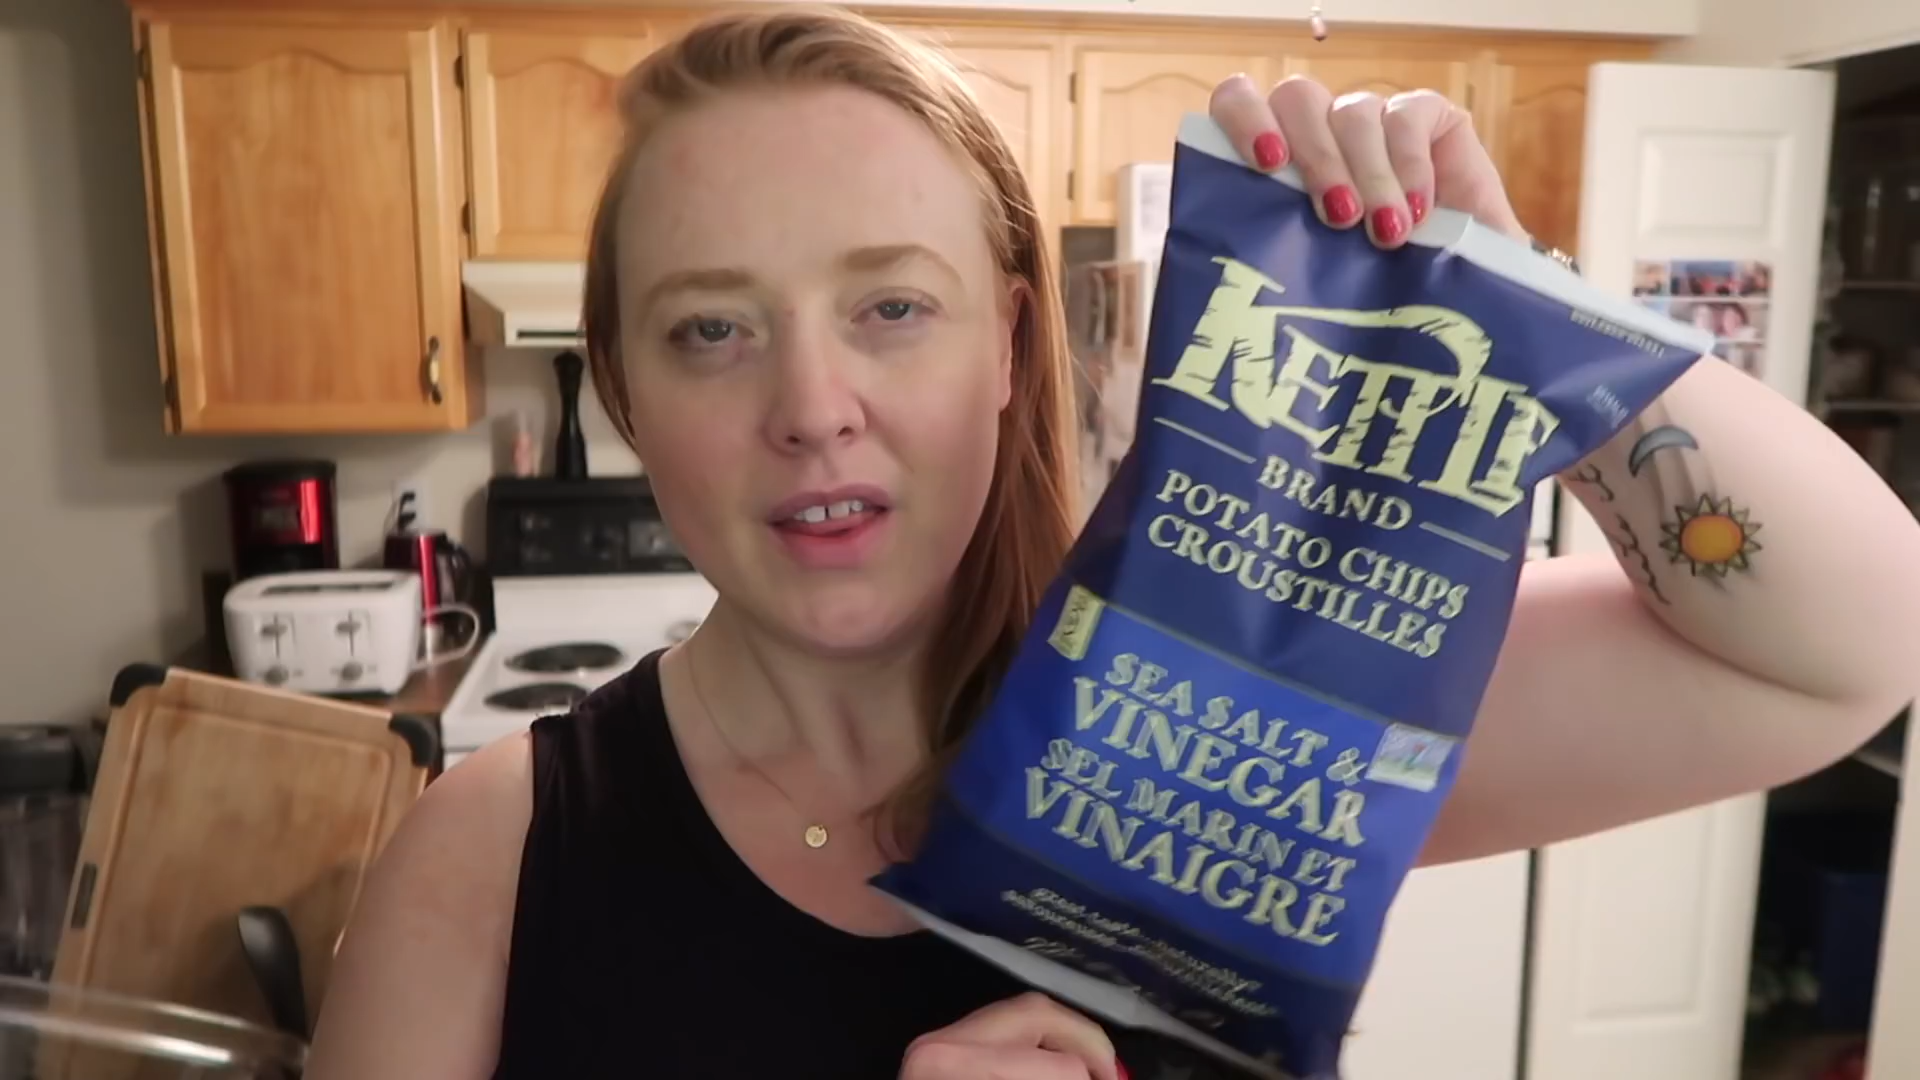 KETTLE
BRAND
POTATO CHIPS
CROUSTILLES
SEA SALT &
VINEGAR
SEL MARIN ET
VINAIGRE